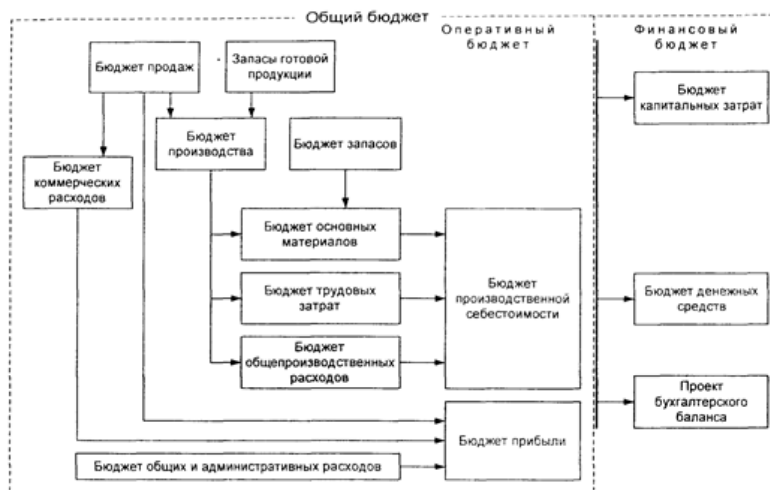 Общий бюджет
Оперативный
бюджет
Финансовый
бюджет
Бюджет продаж
Запасы готовой
продукции
Бюджет
капитальных затрат
Бюджет
производства
Бюджет запасов
Бюджет
коммерческих
расходов
Бюджет основных
материалов
Бюджет трудовых
затрат
Бюджет
общепроизводственных
расходов
Бюджет
производственной
себестоимости
Бюджет денежных
средств
Проект
бухгалтерского
баланса
Бюджет прибыли
Бюджет общих и административных расходов